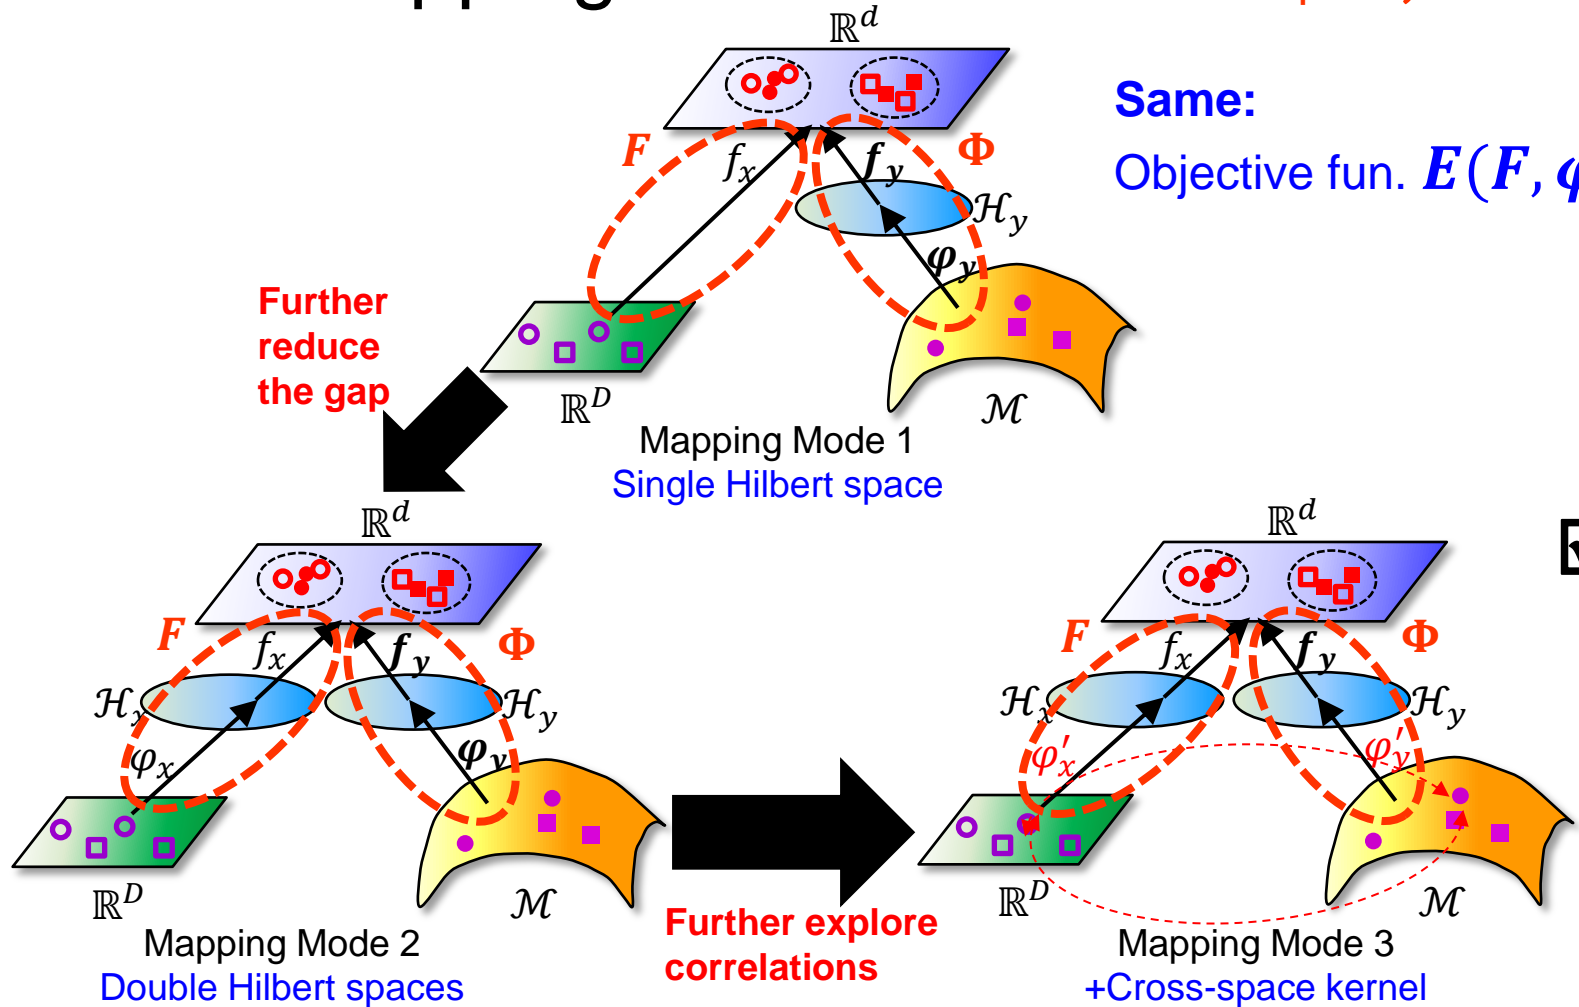 ℝ^d
Same:
F
f_x
f_y
Φ
Objective fun. E(F, φ
ℋ_y
φ_y
Further
reduce
the gap
ℝ^D
ℳ
Mapping Mode 1
Single Hilbert space
ℝ^d
F
f_x
f_y
Φ
ℋ_x
ℋ_y
φ_x
φ_y
ℝ^D
ℳ
Mapping Mode 2
Double Hilbert spaces
Further explore
correlations
ℝ^d
F
f_x
f_y
Φ
ℋ_x
ℋ_y
φ′_x
φ′_y
ℝ^D
ℳ
Mapping Mode 3
+Cross-space kernel